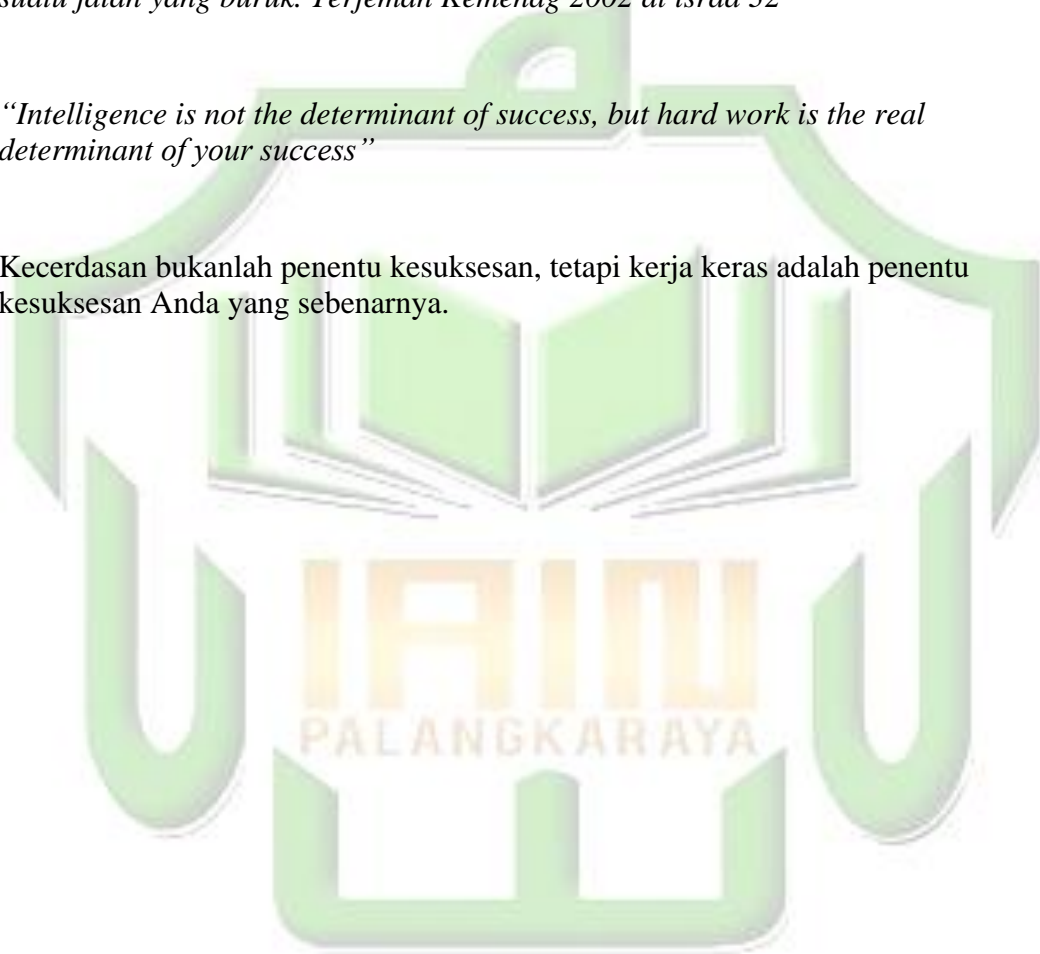 suatu jalan yang buruk. Terjemah Kemenag 2002 al isra 32
“Intelligence is not the determinant of success, but hard work is the real
determinant of your success”
Kecerdasan bukanlah penentu kesuksesan, tetapi kerja keras adalah penentu
kesuksesan Anda yang sebenarnya.
IAIN
PALANGKARAYA